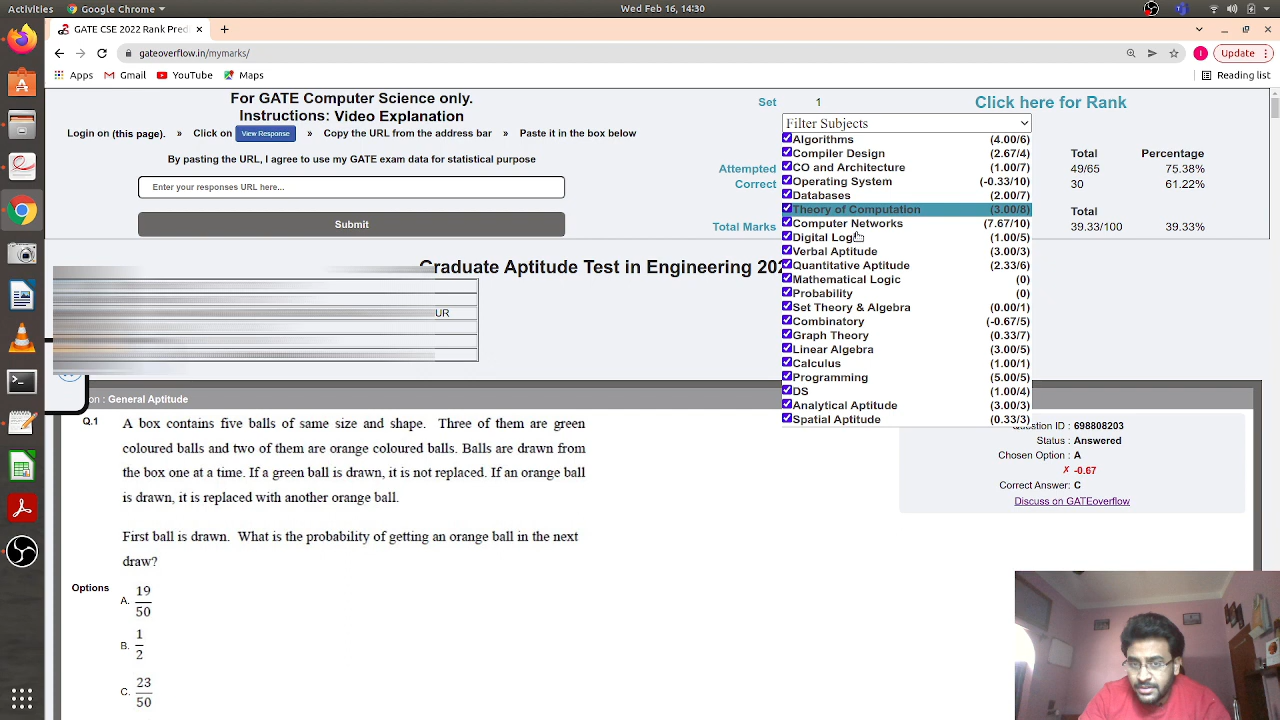 Activities
Google Chrome
Wed Feb 16, 14:30
GATE CSE 2022 Rank Pred
gateoverflow.in/mymarks/
Update
Apps
Gmail
YouTube
Maps
Reading list
For GATE Computer Science only.
Instructions: Video Explanation
Login on (this page). » Click on View Response » Copy the URL from the address bar » Paste it in the box below
By pasting the URL, I agree to use my GATE exam data for statistical purpose
Enter your responses URL here...
Submit
Set 1
Click here for Rank
Filter Subjects
Attempted
Correct
Total Marks
Algorithms (4.00/6)
Compiler Design (2.67/4)
CO and Architecture (1.00/7)
Operating System (-0.33/10)
Databases (2.00/7)
Theory of Computation (3.00/8)
Computer Networks (7.67/10)
Digital Logic (1.00/5)
Verbal Aptitude (3.00/3)
Quantitative Aptitude (2.33/6)
Mathematical Logic (0)
Probability (0)
Set Theory & Algebra (0.00/1)
Combinatory (-0.67/5)
Graph Theory (0.33/7)
Linear Algebra (3.00/5)
Calculus (1.00/1)
Programming (5.00/5)
DS (1.00/4)
Analytical Aptitude (3.00/3)
Spatial Aptitude (0.33/3)
Total Percentage
49/65 75.38%
30 61.22%
Total
39.33/100 39.33%
Graduate Aptitude Test in Engineering 202
UR
on : General Aptitude
Q.1 A box contains five balls of same size and shape. Three of them are green
coloured balls and two of them are orange coloured balls. Balls are drawn from
the box one at a time. If a green ball is drawn, it is not replaced. If an orange
ball is drawn, it is replaced with another orange ball.
First ball is drawn. What is the probability of getting an orange ball in the next
draw?
Options
A. 19/50
B. 1/2
C. 23/50
Question ID : 698808203
Status : Answered
Chosen Option : A
✗ -0.67
Correct Answer: C
Discuss on GATEoverflow